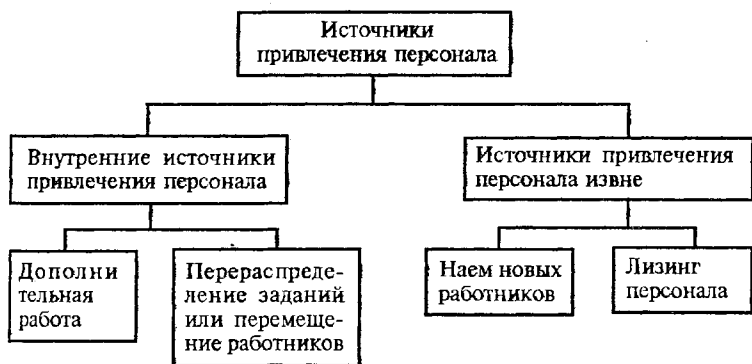 Источники
привлечения персонала
Внутренние источники
привлечения персонала
Источники привлечения
персонала извне
Дополни
тельная
работа
Перераспреде-
ление заданий
или перемеще-
ние работников
Наем новых
работников
Лизинг
персонала